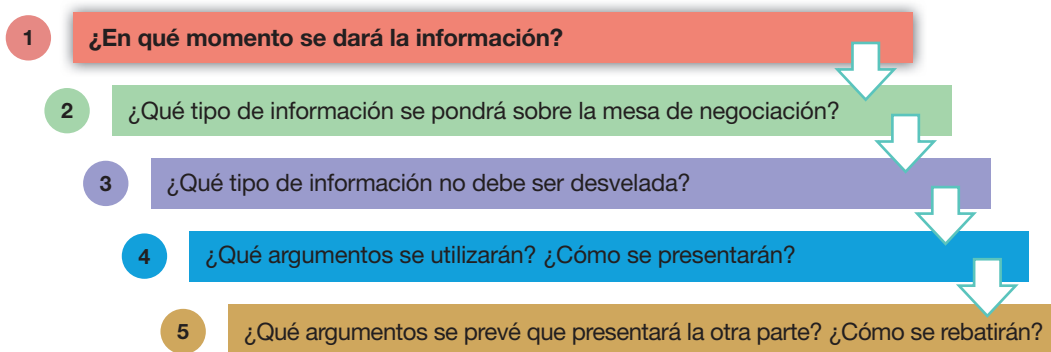 1 ¿En qué momento se dará la información?
2 ¿Qué tipo de información se pondrá sobre la mesa de negociación?
3 ¿Qué tipo de información no debe ser desvelada?
4 ¿Qué argumentos se utilizarán? ¿Cómo se presentarán?
5 ¿Qué argumentos se prevé que presentará la otra parte? ¿Cómo se rebatirán?